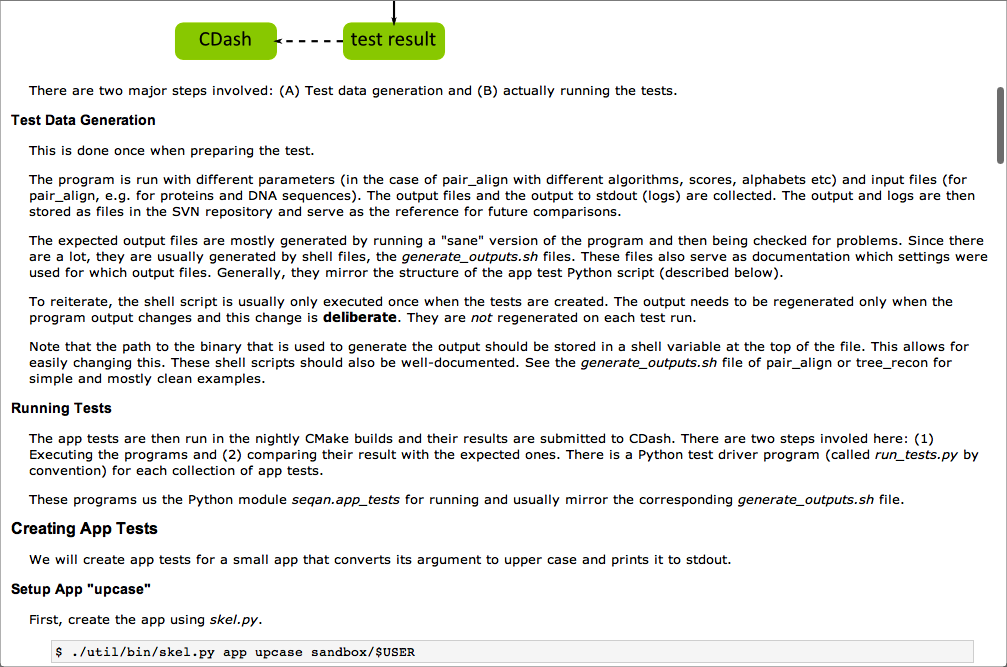 CDash
test result
There are two major steps involved: (A) Test data generation and (B) actually running the tests.
Test Data Generation
This is done once when preparing the test.
The program is run with different parameters (in the case of pair_align with different algorithms, scores, alphabets etc) and input files (for
pair_align, e.g. for proteins and DNA sequences). The output files and the output to stdout (logs) are collected. The output and logs are then
stored as files in the SVN repository and serve as the reference for future comparisons.
The expected output files are mostly generated by running a "sane" version of the program and then being checked for problems. Since there
are a lot, they are usually generated by shell files, the generate_outputs.sh files. These files also serve as documentation which settings were
used for which output files. Generally, they mirror the structure of the app test Python script (described below).
To reiterate, the shell script is usually only executed once when the tests are created. The output needs to be regenerated only when the
program output changes and this change is deliberate. They are not regenerated on each test run.
Note that the path to the binary that is used to generate the output should be stored in a shell variable at the top of the file. This allows for
easily changing this. These shell scripts should also be well-documented. See the generate_outputs.sh file of pair_align or tree_recon for
simple and mostly clean examples.
Running Tests
The app tests are then run in the nightly CMake builds and their results are submitted to CDash. There are two steps involed here: (1)
Executing the programs and (2) comparing their result with the expected ones. There is a Python test driver program (called run_tests.py by
convention) for each collection of app tests.
These programs us the Python module seqan.app_tests for running and usually mirror the corresponding generate_outputs.sh file.
Creating App Tests
We will create app tests for a small app that converts its argument to upper case and prints it to stdout.
Setup App "upcase"
First, create the app using skel.py.
$ ./util/bin/skel.py app upcase sandbox/$USER